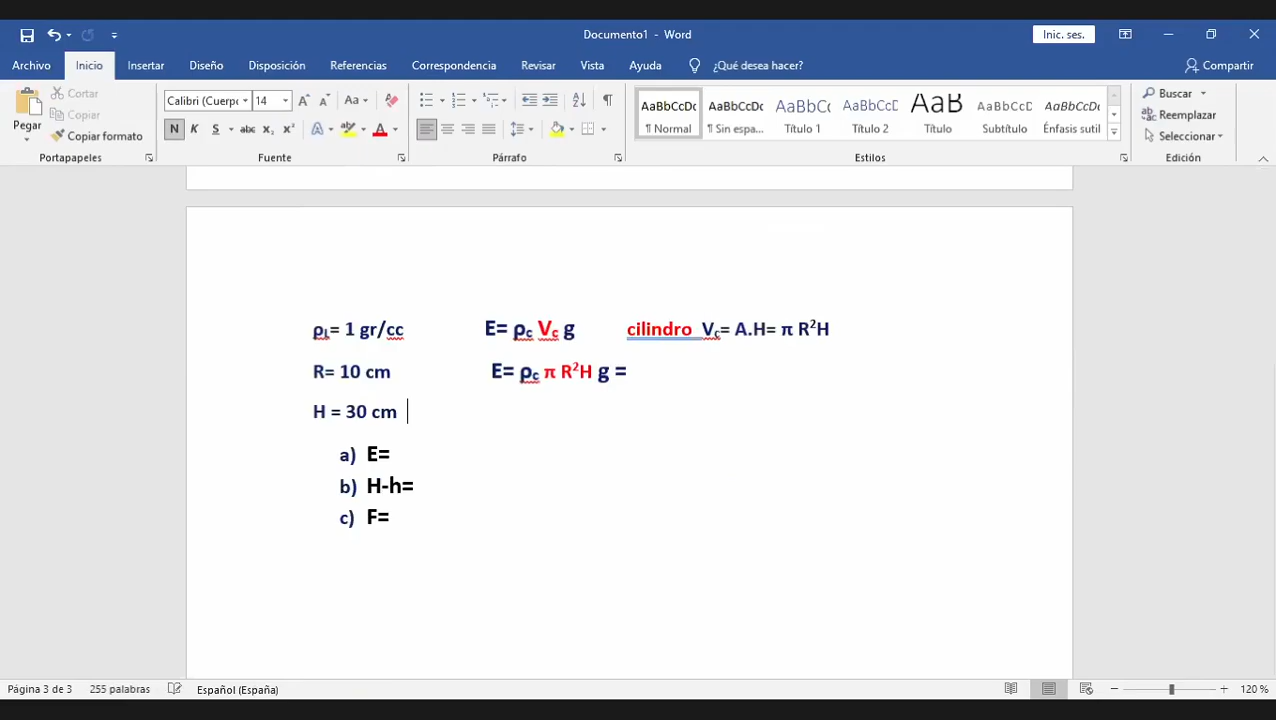 Documento1 - Word
Inic. ses.
Archivo Inicio Insertar Diseño Disposición Referencias Correspondencia Revisar Vista Ayuda ¿Qué desea hacer? Compartir
Pegar
Cortar
Copiar
Copiar formato
Portapapeles
Calibri (Cuerpo 14
N K S abc x₂ x²
Fuente
Párrafo
AaBbCcDc AaBbCcDc AaBbCc AaBbCcD AaB AaBbCcD AaBbCcDc
¶ Normal ¶ Sin espa... Título 1 Título 2 Título Subtítulo Énfasis sutil
Estilos
Buscar
Reemplazar
Seleccionar
Edición
ρL= 1 gr/cc E= ρc Vc g cilindro Vc= A.H= π R²H
R= 10 cm E= ρc π R²H g =
H = 30 cm
a) E=
b) H-h=
c) F=
Página 3 de 3 255 palabras Español (España) 120 %